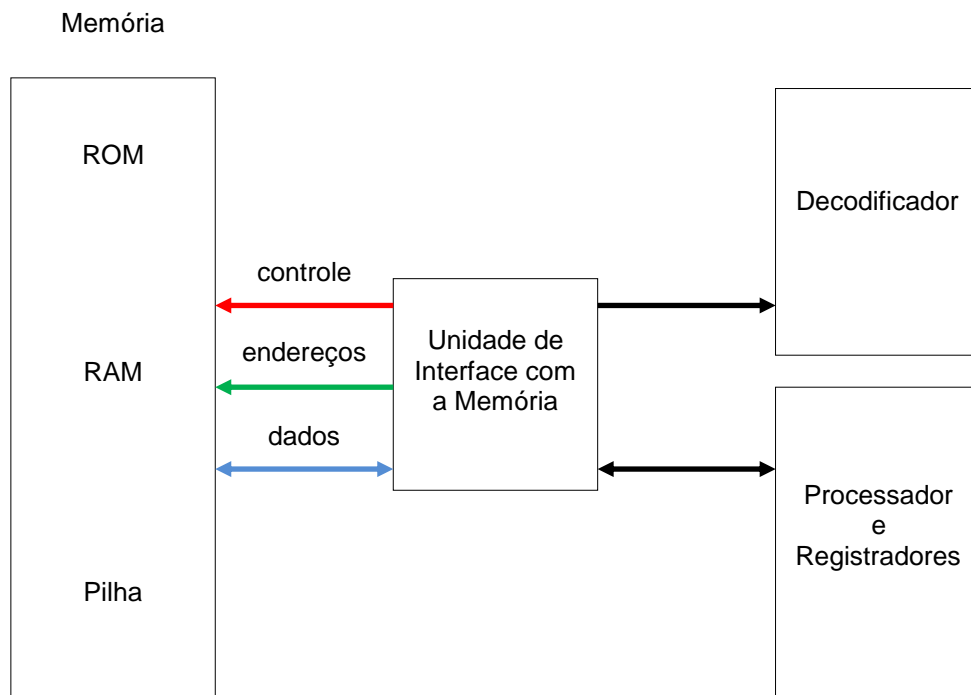 Memória
ROM
Decodificador
controle
Unidade de
Interface com
a Memória
endereços
RAM
dados
Processador
e
Registradores
Pilha